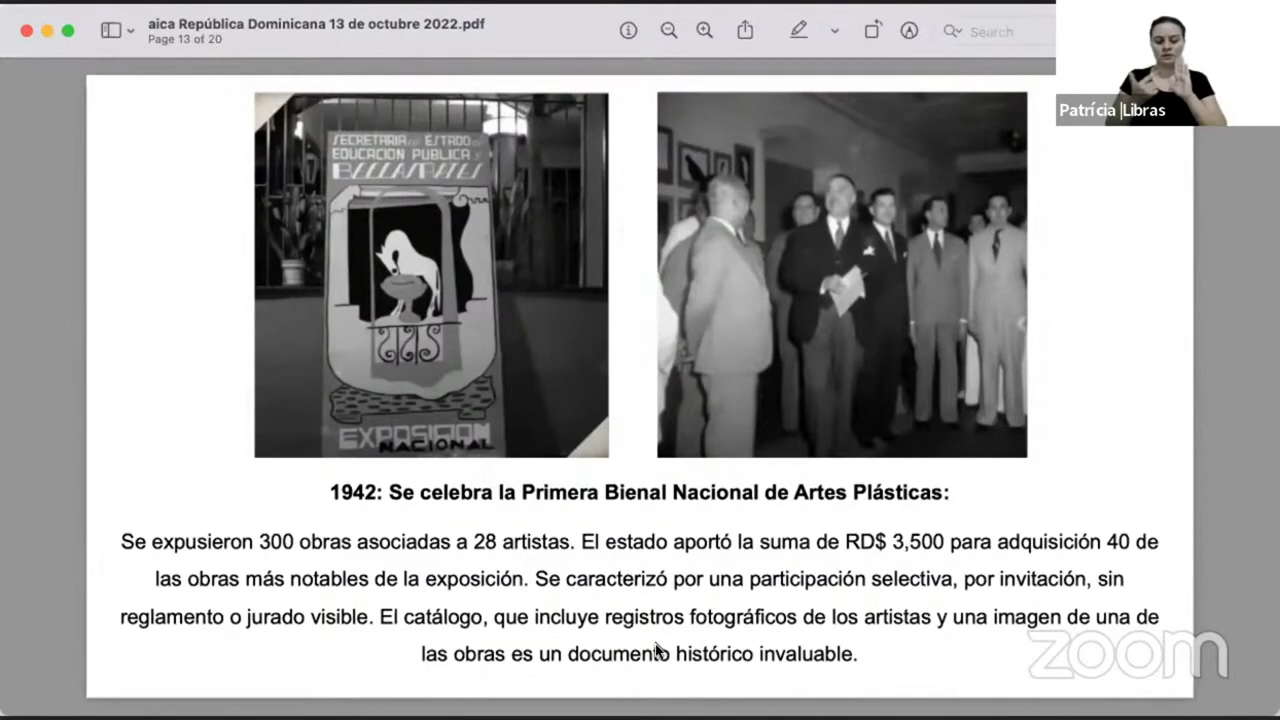 aica República Dominicana 13 de octubre 2022.pdf
Page 13 of 20
Search
Patrícia |Libras
SECRETARIA DE ESTADO DE
EDUCACION PUBLICA Y
BELLAS ARTES
EXPOSICION
NACIONAL
1942: Se celebra la Primera Bienal Nacional de Artes Plásticas:
Se expusieron 300 obras asociadas a 28 artistas. El estado aportó la suma de RD$ 3,500 para adquisición 40 de
las obras más notables de la exposición. Se caracterizó por una participación selectiva, por invitación, sin
reglamento o jurado visible. El catálogo, que incluye registros fotográficos de los artistas y una imagen de una de
las obras es un documento histórico invaluable.
zoom